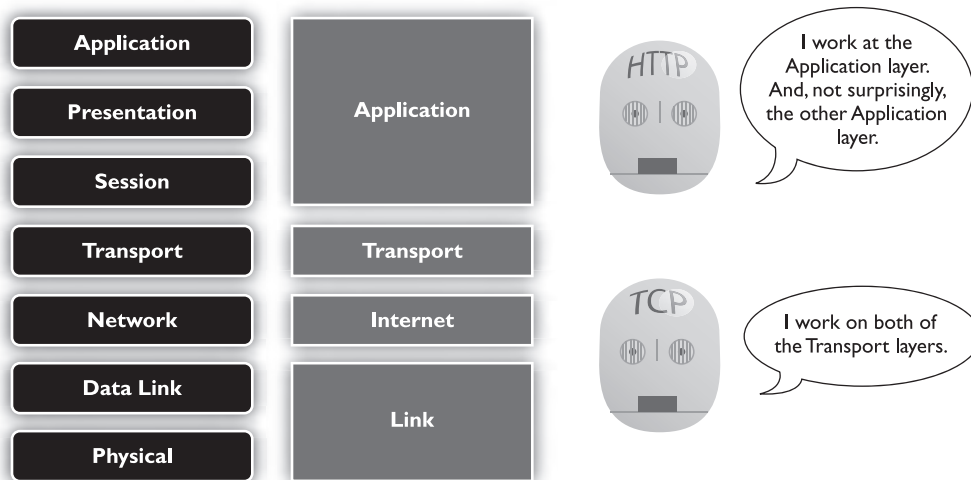 Application
Presentation
Session
Transport
Network
Data Link
Physical
Application
Transport
Internet
Link
HTTP
I work at the
Application layer.
And, not surprisingly,
the other Application
layer.
TCP
I work on both of
the Transport layers.